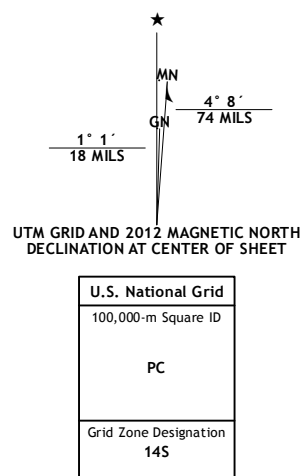 ★
MN
4° 8´
74 MILS
GN
1° 1´
18 MILS
UTM GRID AND 2012 MAGNETIC NORTH
DECLINATION AT CENTER OF SHEET
U.S. National Grid
100,000-m Square ID
PC
Grid Zone Designation
14S